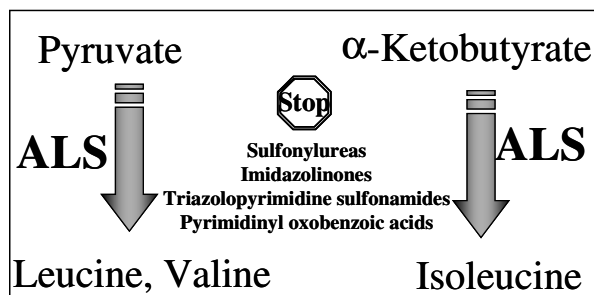 Pyruvate
α-Ketobutyrate
Stop
ALS
ALS
Sulfonylureas
Imidazolinones
Triazolopyrimidine sulfonamides
Pyrimidinyl oxobenzoic acids
Leucine, Valine
Isoleucine